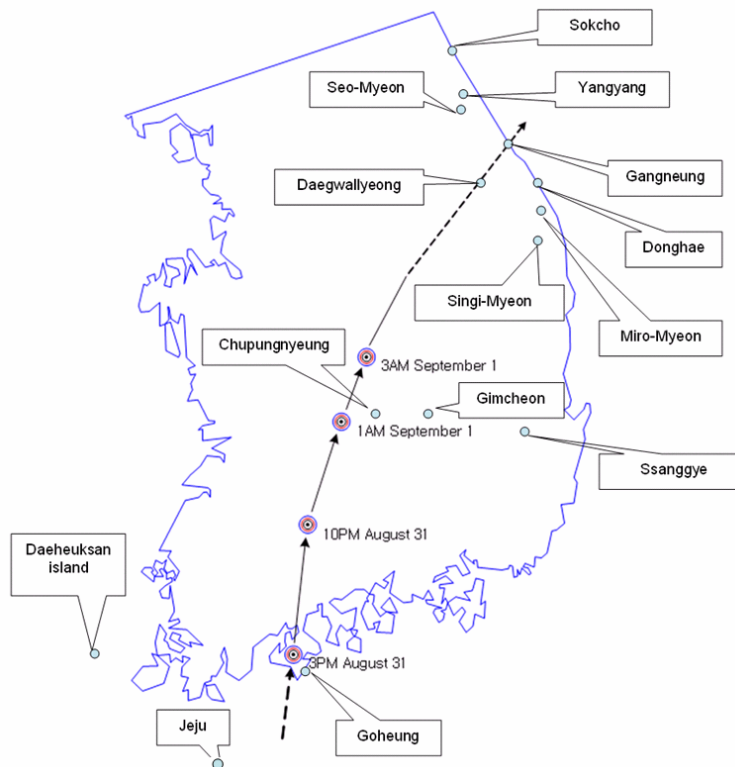 Sokcho
Seo-Myeon
Yangyang
Daegwallyeong
Gangneung
Donghae
Singi-Myeon
Miro-Myeon
Chupungnyeung
3AM September 1
Gimcheon
1AM September 1
Ssanggye
10PM August 31
Daeheuksan
island
3PM August 31
Jeju
Goheung